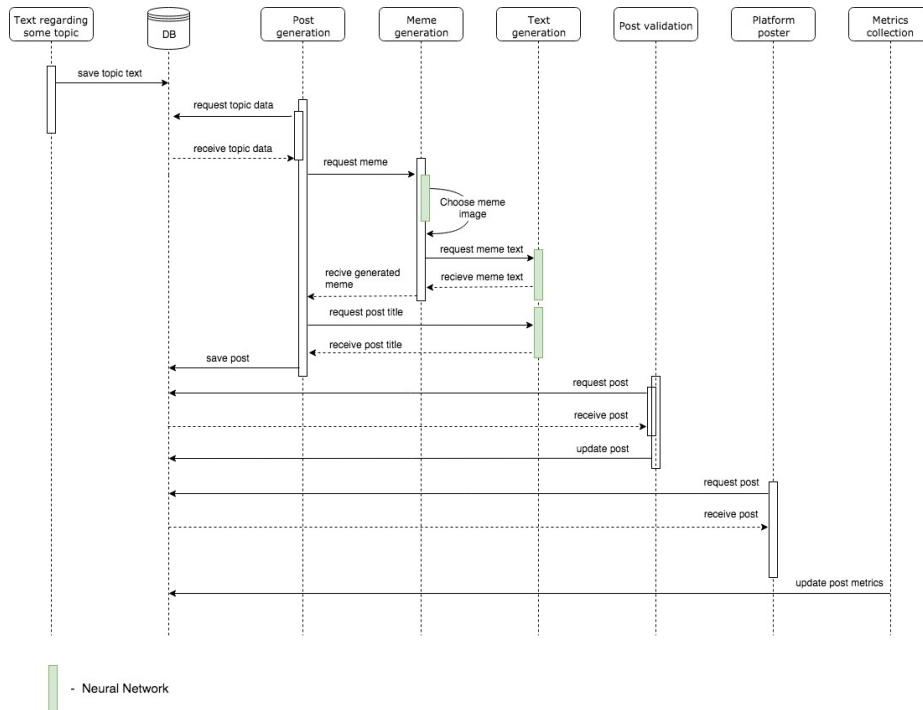 Text regarding
some topic
DB
Post
generation
Meme
generation
Text
generation
Post validation
Platform
poster
Metrics
collection
save topic text
request topic data
receive topic data
request meme
Choose meme
image
request meme text
recive generated
meme
recieve meme text
request post title
receive post title
save post
request post
receive post
update post
request post
receive post
update post metrics
- Neural Network